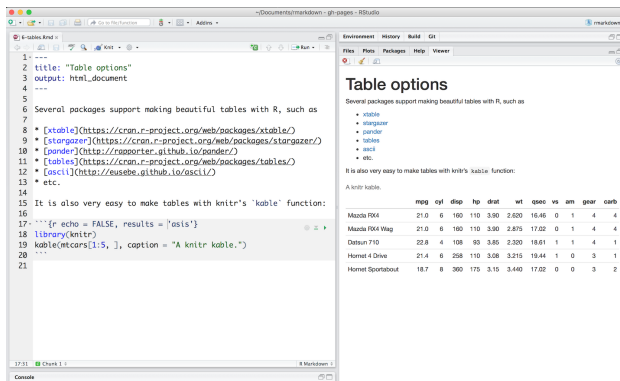 ~/Documents/rmarkdown - gh-pages - RStudio
Go to file/function
Addins
rmarkdown
6-tables.Rmd
Knit
Run
1 ---
2 title: "Table options"
3 output: html_document
4 ---
5
6 Several packages support making beautiful tables with R, such as
7
8 * [xtable](https://cran.r-project.org/web/packages/xtable/)
9 * [stargazer](https://cran.r-project.org/web/packages/stargazer/)
10 * [pander](http://rapporter.github.io/pander/)
11 * [tables](https://cran.r-project.org/web/packages/tables/)
12 * [ascii](http://eusebe.github.io/ascii/)
13 * etc.
14
15 It is also very easy to make tables with knitr's `kable` function:
16
17 ```{r echo = FALSE, results = 'asis'}
18 library(knitr)
19 kable(mtcars[1:5, ], caption = "A knitr kable.")
20 ```
21
17:31 Chunk 1 R Markdown
Console
Environment History Build Git
Files Plots Packages Help Viewer
Table options
Several packages support making beautiful tables with R, such as
• xtable
• stargazer
• pander
• tables
• ascii
• etc.
It is also very easy to make tables with knitr's kable function:
A knitr kable.
mpg cyl disp hp drat wt qsec vs am gear carb
Mazda RX4 21.0 6 160 110 3.90 2.620 16.46 0 1 4 4
Mazda RX4 Wag 21.0 6 160 110 3.90 2.875 17.02 0 1 4 4
Datsun 710 22.8 4 108 93 3.85 2.320 18.61 1 1 4 1
Hornet 4 Drive 21.4 6 258 110 3.08 3.215 19.44 1 0 3 1
Hornet Sportabout 18.7 8 360 175 3.15 3.440 17.02 0 0 3 2